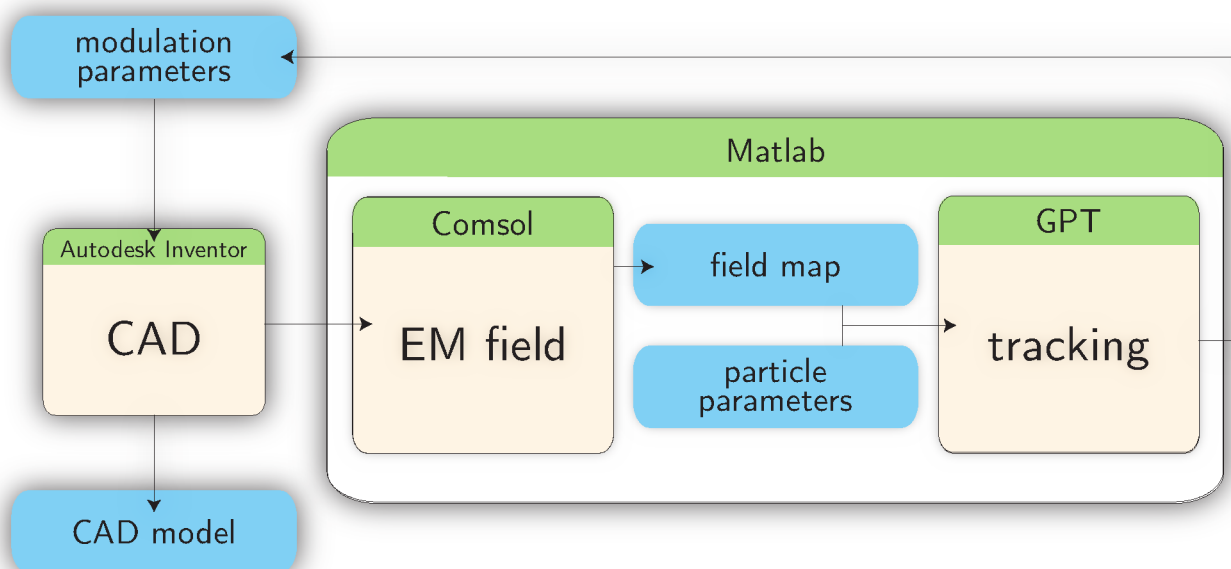 modulation
parameters
Matlab
Autodesk Inventor
CAD
Comsol
EM field
field map
particle
parameters
GPT
tracking
CAD model